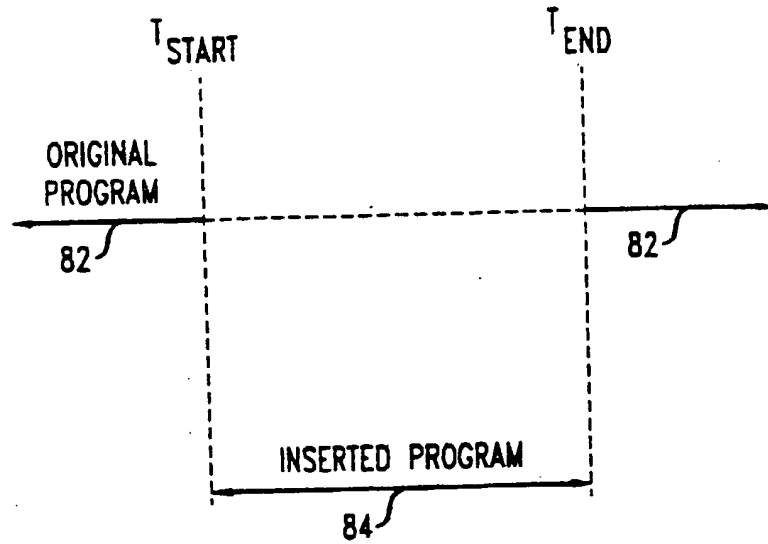 T START
T END
ORIGINAL
PROGRAM
82
82
INSERTED PROGRAM
84